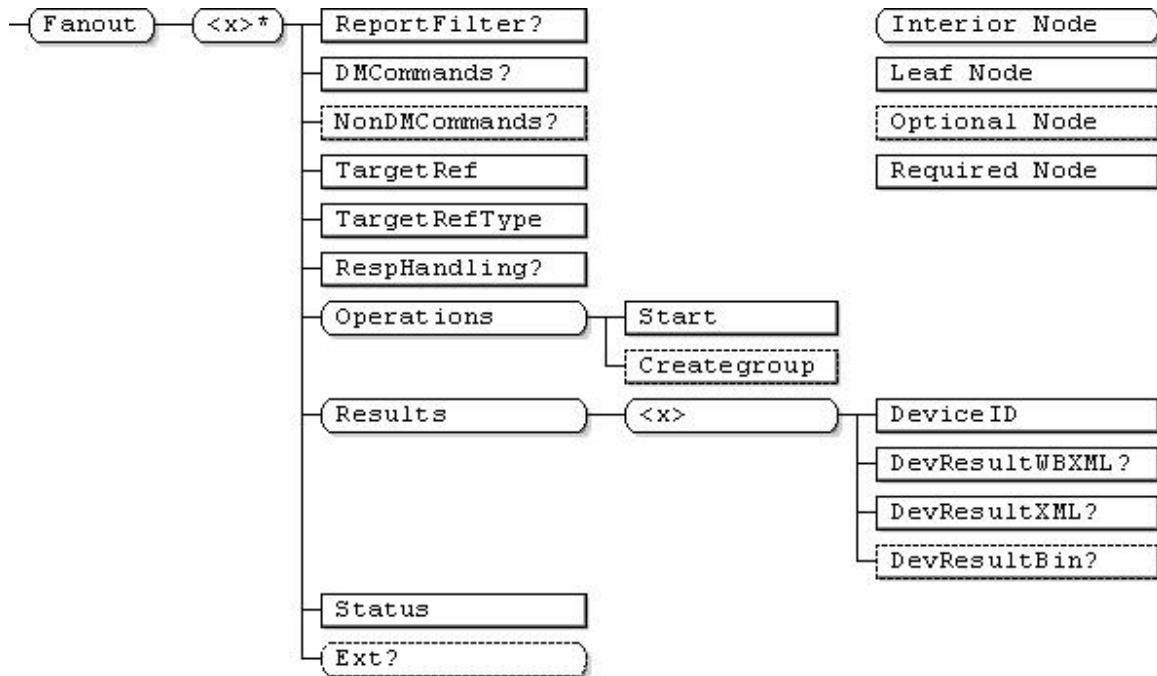 Fanout <x>* ReportFilter? Interior Node
DMCommands? Leaf Node
NonDMCommands? Optional Node
TargetRef Required Node
TargetRefType
RespHandling?
Operations Start
Creategroup
Results <x> DeviceID
DevResultWBXML?
DevResultXML?
DevResultBin?
Status
Ext?